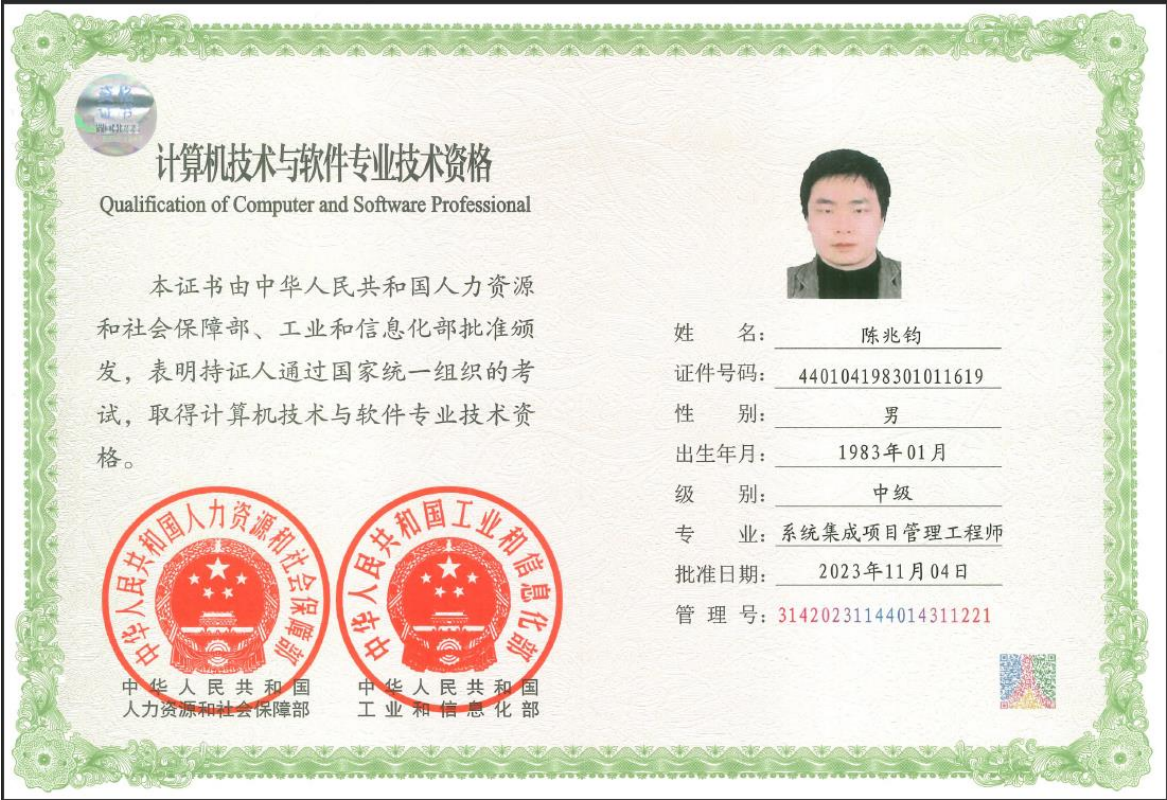 计算机技术与软件专业技术资格
Qualification of Computer and Software Professional
本证书由中华人民共和国人力资源
和社会保障部、工业和信息化部批准颁
发，表明持证人通过国家统一组织的考
试，取得计算机技术与软件专业技术资
格。
中华人民共和国人力资源和社会保障部
中华人民共和国工业和信息化部
中华人民共和国
人力资源和社会保障部
中华人民共和国
工业和信息化部
姓名：陈兆钧
证件号码：440104198301011619
性别：男
出生年月：1983年01月
级别：中级
专业：系统集成项目管理工程师
批准日期：2023年11月04日
管理号：31420231144014311221